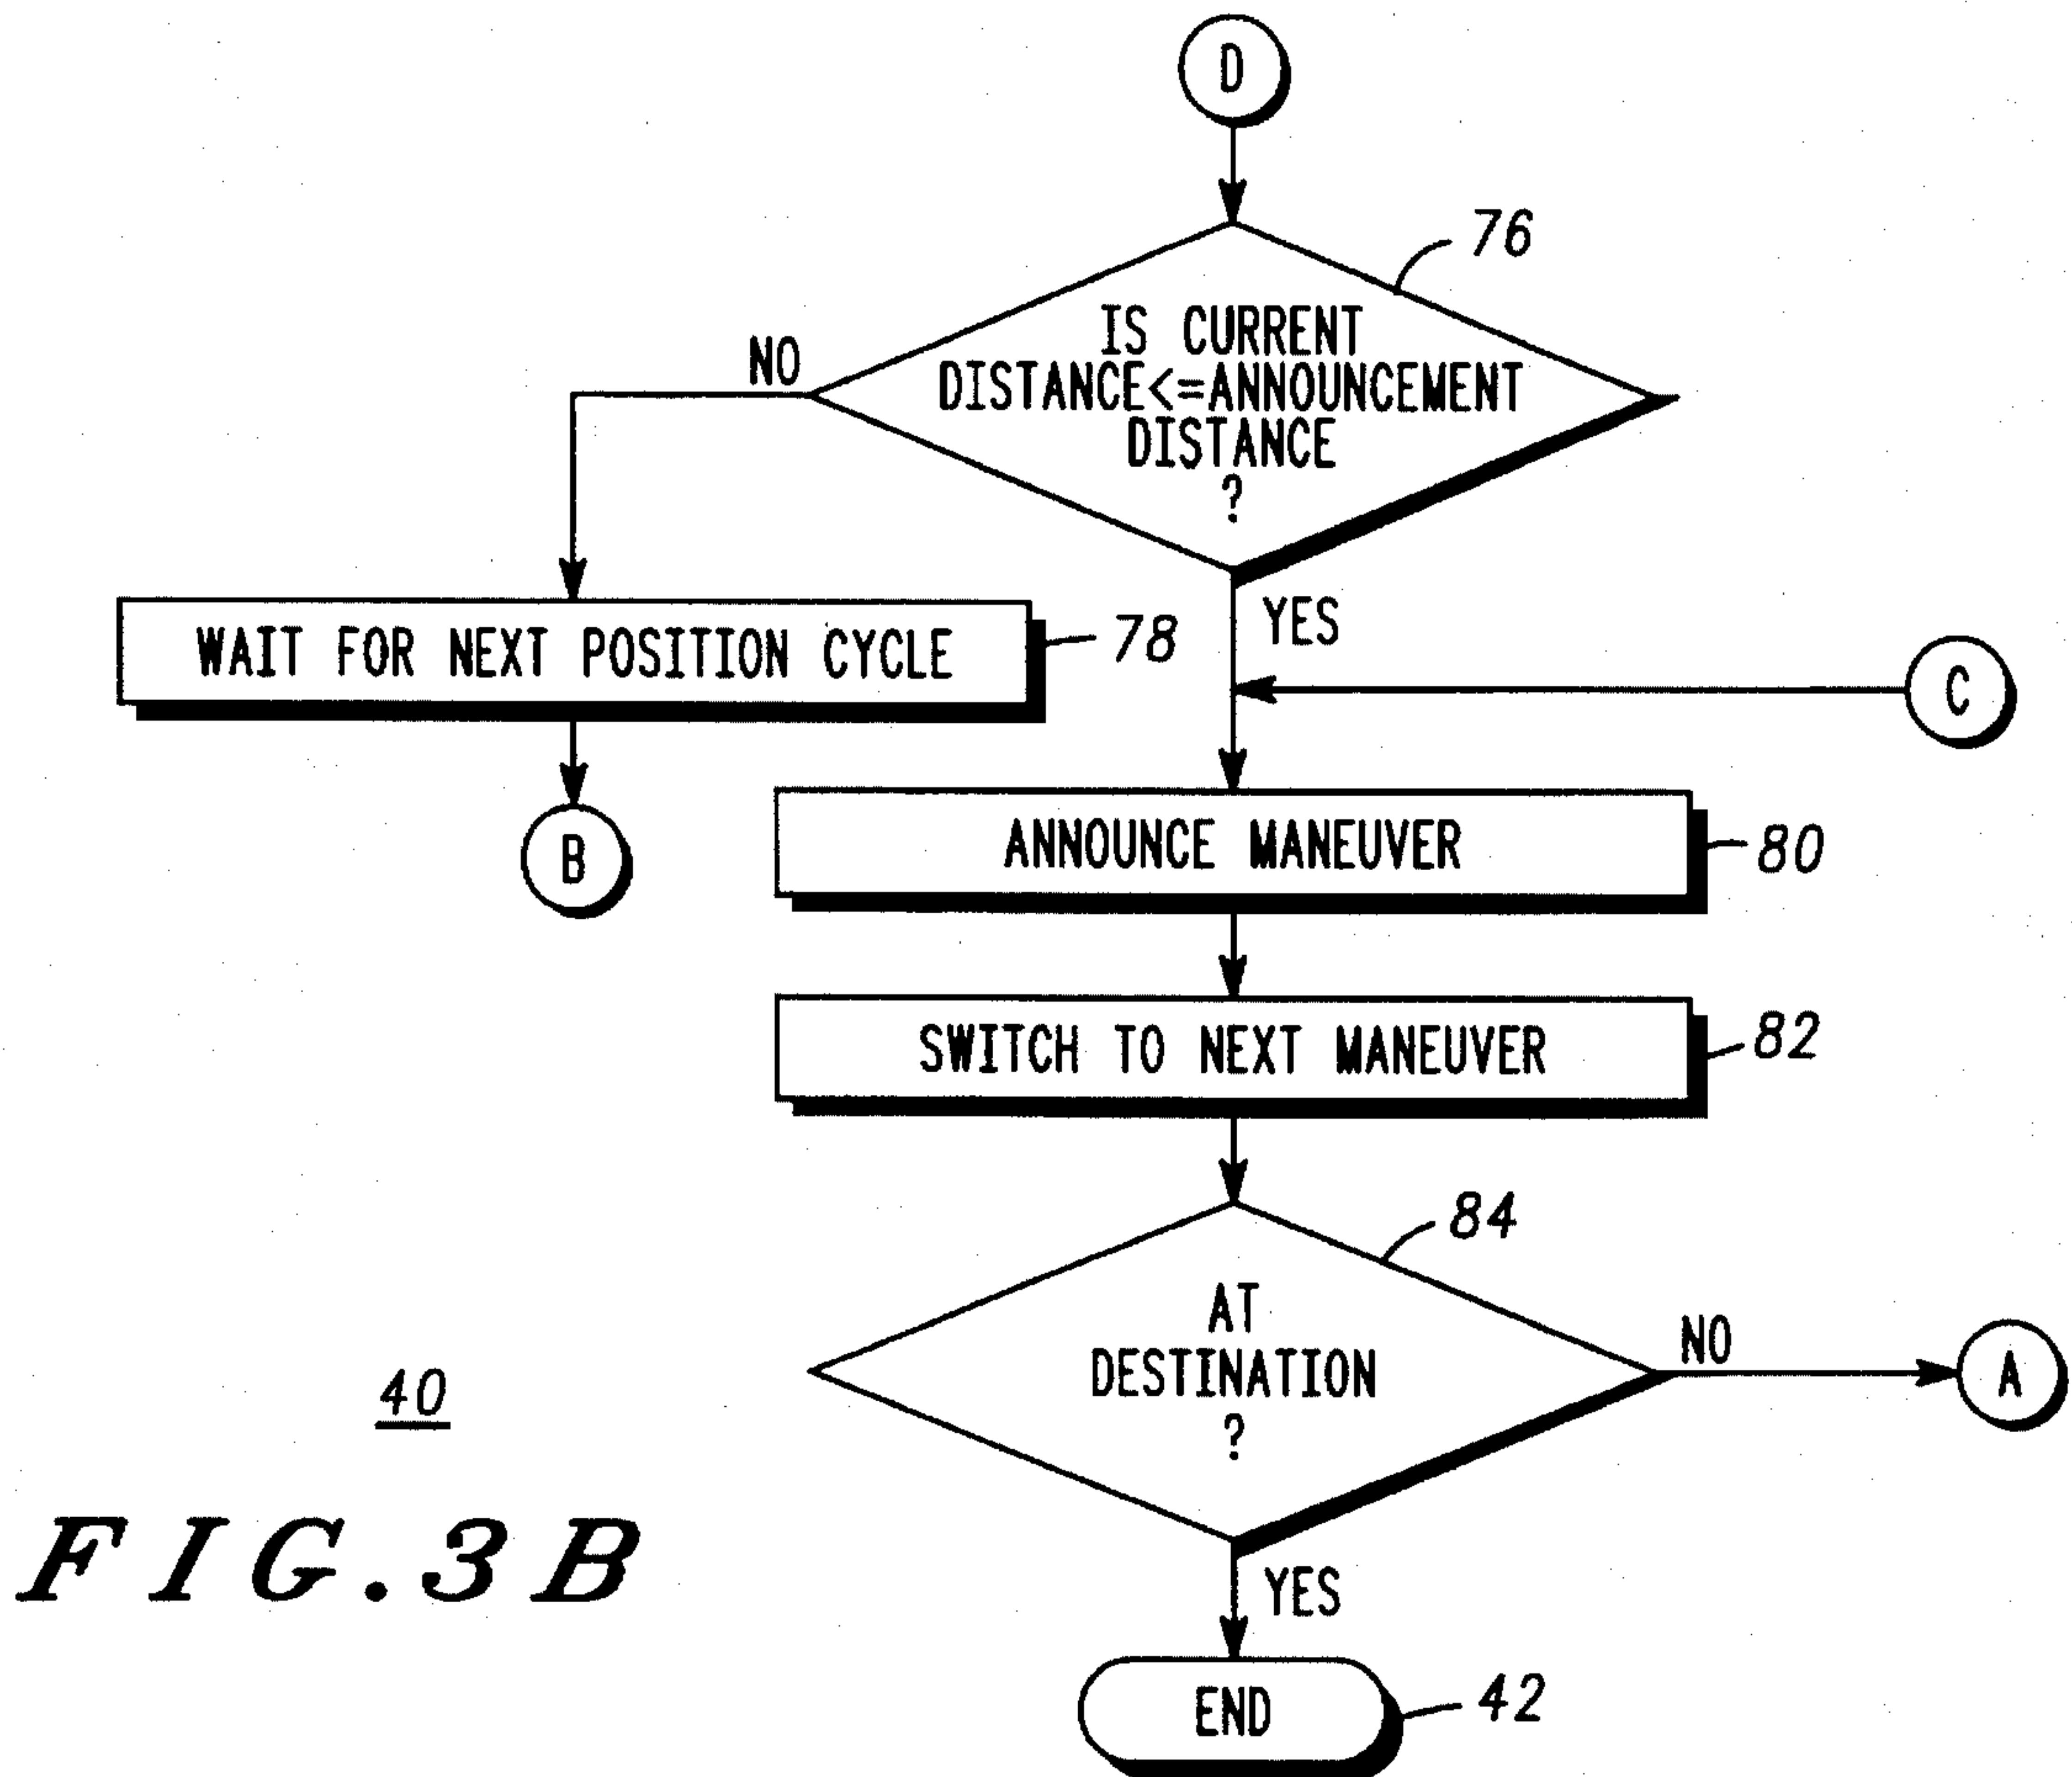 D
76
IS CURRENT
DISTANCE<=ANNOUNCEMENT
DISTANCE
?
NO
YES
WAIT FOR NEXT POSITION CYCLE
78
C
B
ANNOUNCE MANEUVER
80
SWITCH TO NEXT MANEUVER
82
84
AT
DESTINATION
?
NO
A
YES
END
42
40
FIG.3B